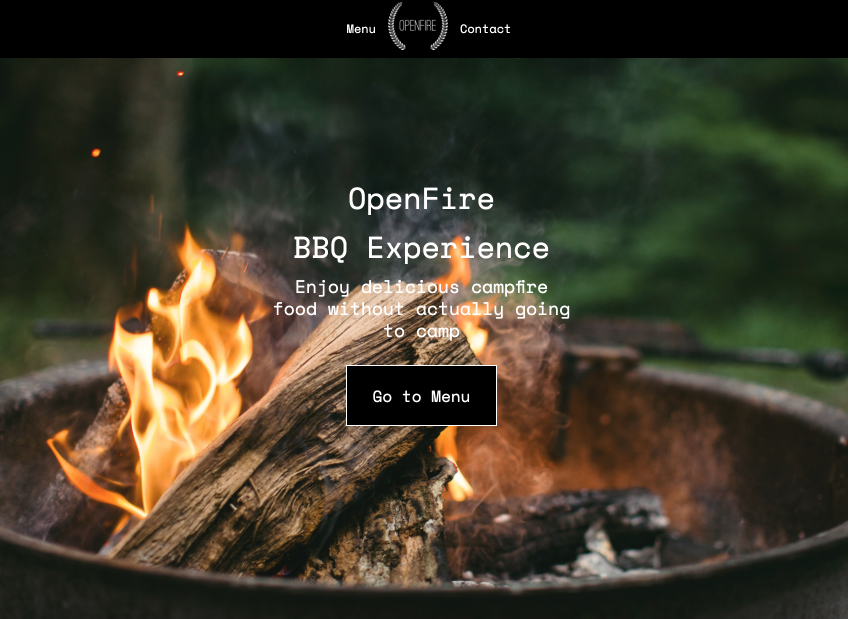 Menu
OPENFIRE
Contact
OpenFire
BBQ Experience
Enjoy delicious campfire
food without actually going
to camp
Go to Menu